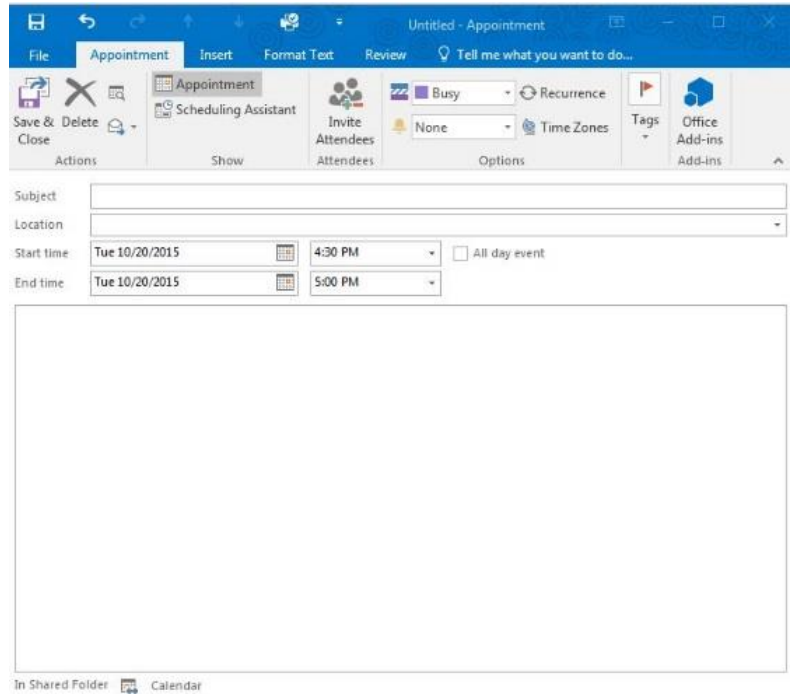 Untitled - Appointment
File Appointment Insert Format Text Review Tell me what you want to do...
Save & Close
Delete
Actions
Appointment
Scheduling Assistant
Show
Invite Attendees
Attendees
Busy
Recurrence
None
Time Zones
Options
Tags
Office Add-ins
Add-ins
Subject
Location
Start time Tue 10/20/2015 4:30 PM All day event
End time Tue 10/20/2015 5:00 PM
In Shared Folder Calendar